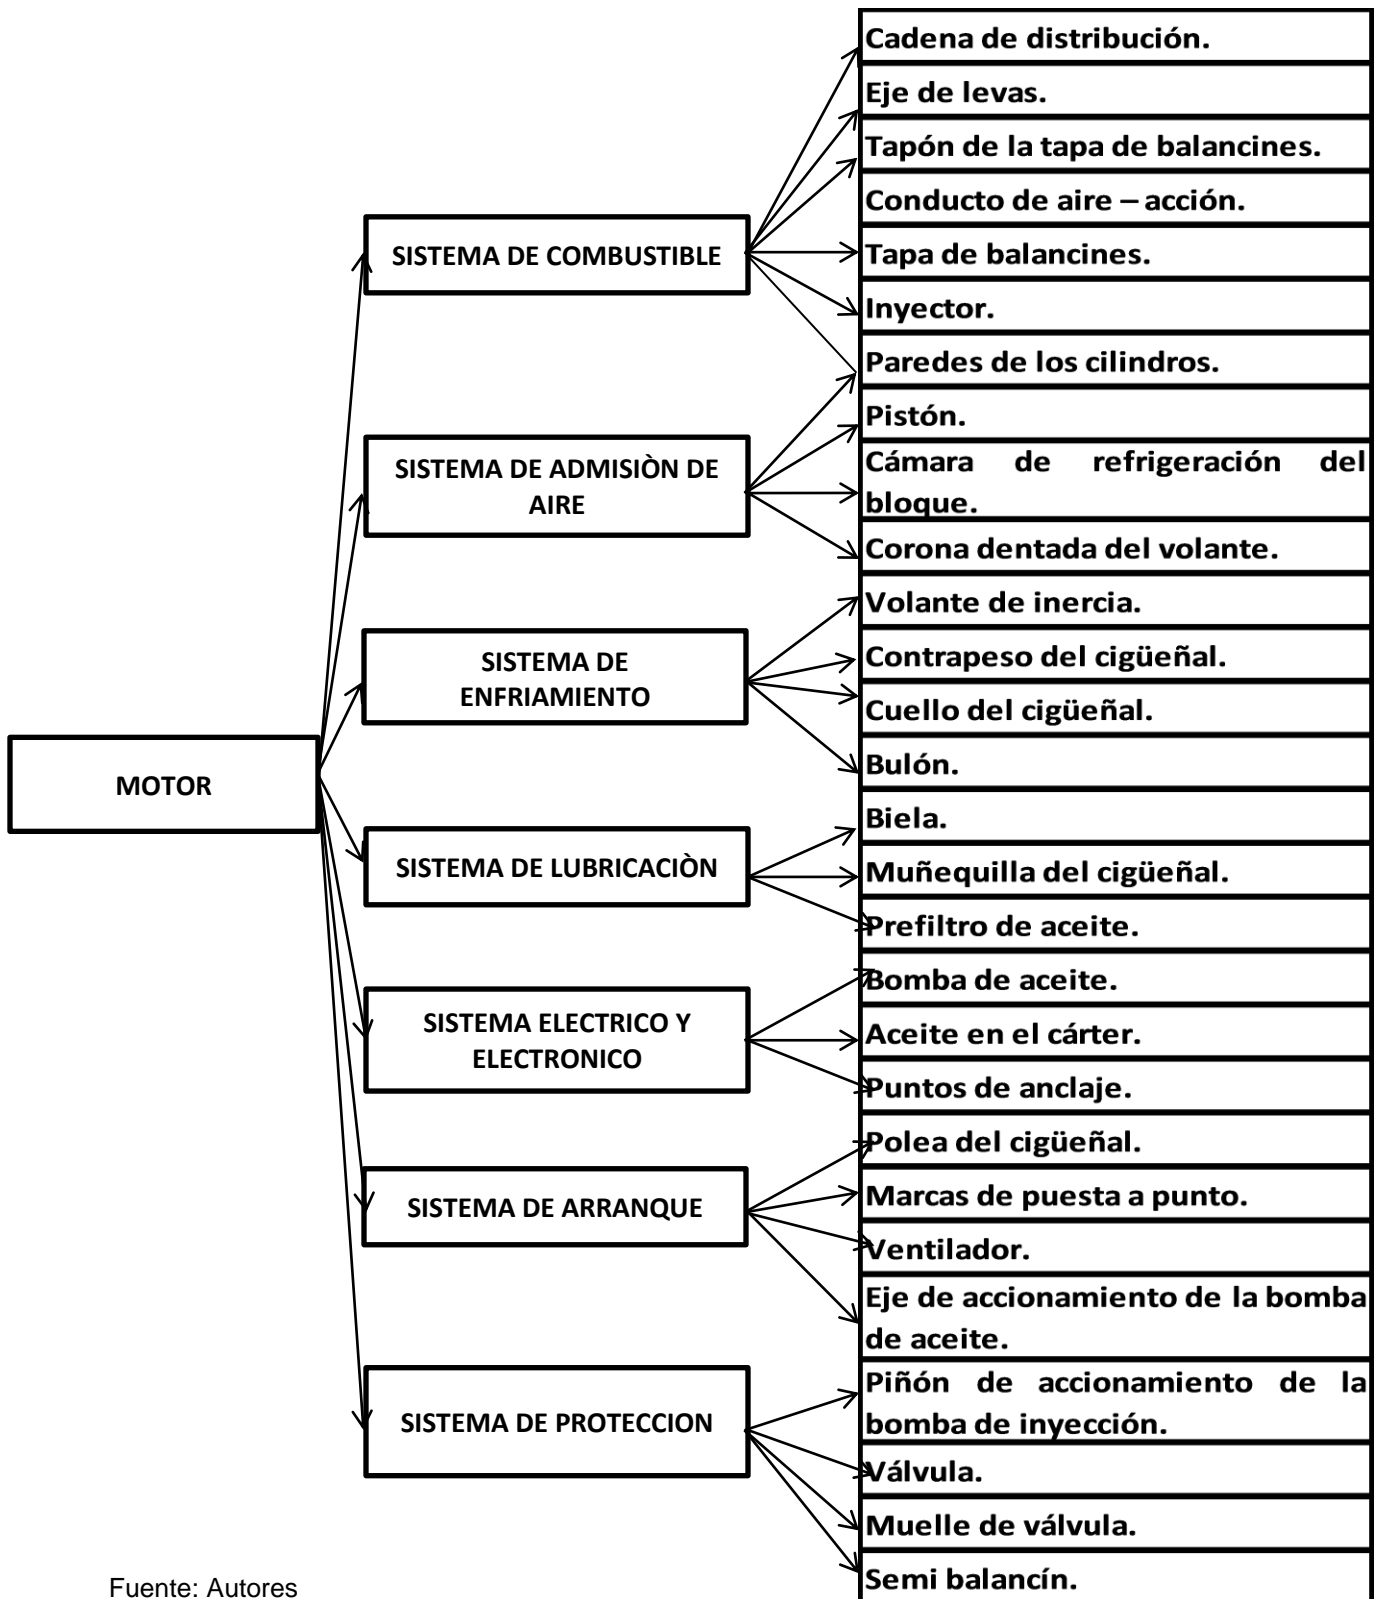 MOTOR
SISTEMA DE COMBUSTIBLE
SISTEMA DE ADMISIÒN DE
AIRE
SISTEMA DE
ENFRIAMIENTO
SISTEMA DE LUBRICACIÒN
SISTEMA ELECTRICO Y
ELECTRONICO
SISTEMA DE ARRANQUE
SISTEMA DE PROTECCION
Cadena de distribución.
Eje de levas.
Tapón de la tapa de balancines.
Conducto de aire – acción.
Tapa de balancines.
Inyector.
Paredes de los cilindros.
Pistón.
Cámara de refrigeración del
bloque.
Corona dentada del volante.
Volante de inercia.
Contrapeso del cigüeñal.
Cuello del cigüeñal.
Bulón.
Biela.
Muñequilla del cigüeñal.
Prefiltro de aceite.
Bomba de aceite.
Aceite en el cárter.
Puntos de anclaje.
Polea del cigüeñal.
Marcas de puesta a punto.
Ventilador.
Eje de accionamiento de la bomba
de aceite.
Piñón de accionamiento de la
bomba de inyección.
Válvula.
Muelle de válvula.
Semi balancín.
Fuente: Autores